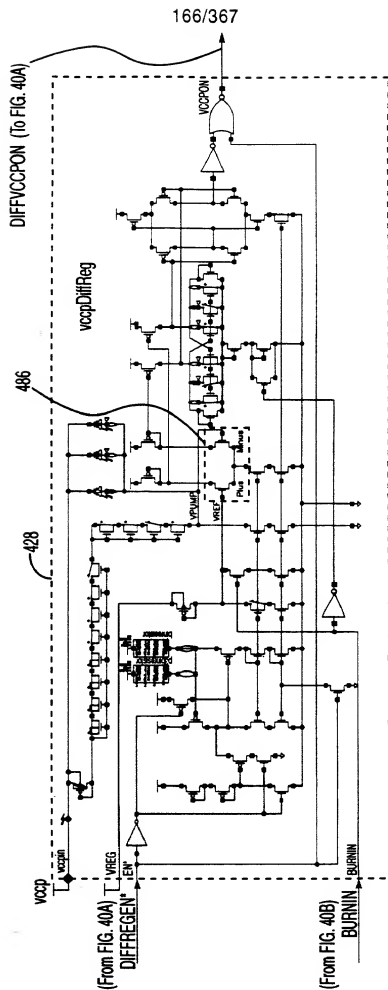 166/367
DIFFVCCPON (To FIG. 40A)
VCCPON
vccpDiffReg
486
428
Minus
Plus
VPUMP
VREF
vccp
vccpin
VREG
EN*
(From FIG. 40A)
DIFFREGEN*
(From FIG. 40B)
BURNIN
BURNIN